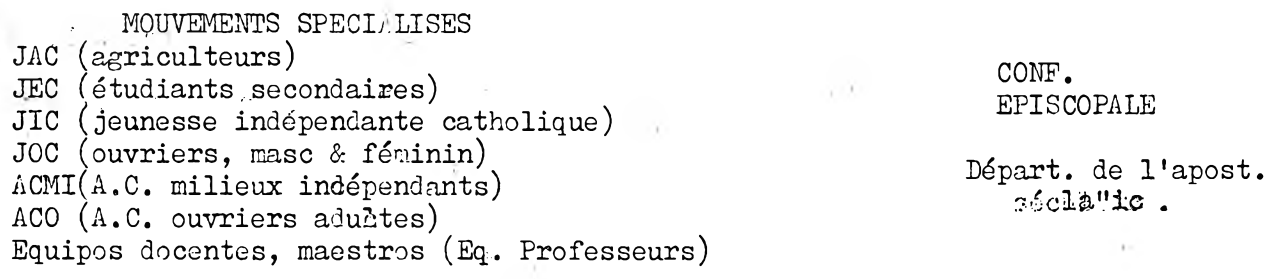 MOUVEMENTS SPECIALISES
JAC (agriculteurs)
JEC (étudiants secondaires)
JIC (jeunesse indépendante catholique)
JOC (ouvriers, masc & féminin)
ACMI(A.C. milieux indépendants)
ACO (A.C. ouvriers adultes)
Equipos docentes, maestros (Eq. Professeurs)
CONF.
EPISCOPALE
Départ. de l'apost.